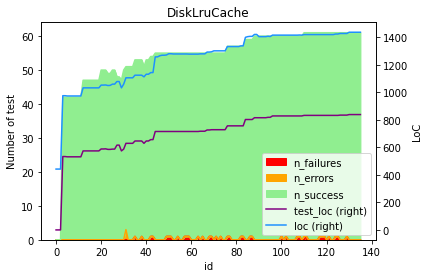 DiskLruCache
Number of test
60
50
40
30
20
10
0
0
20
40
60
80
100
120
140
id
1400
1200
1000
800
600
400
200
0
LoC
n_failures
n_errors
n_success
test_loc (right)
loc (right)